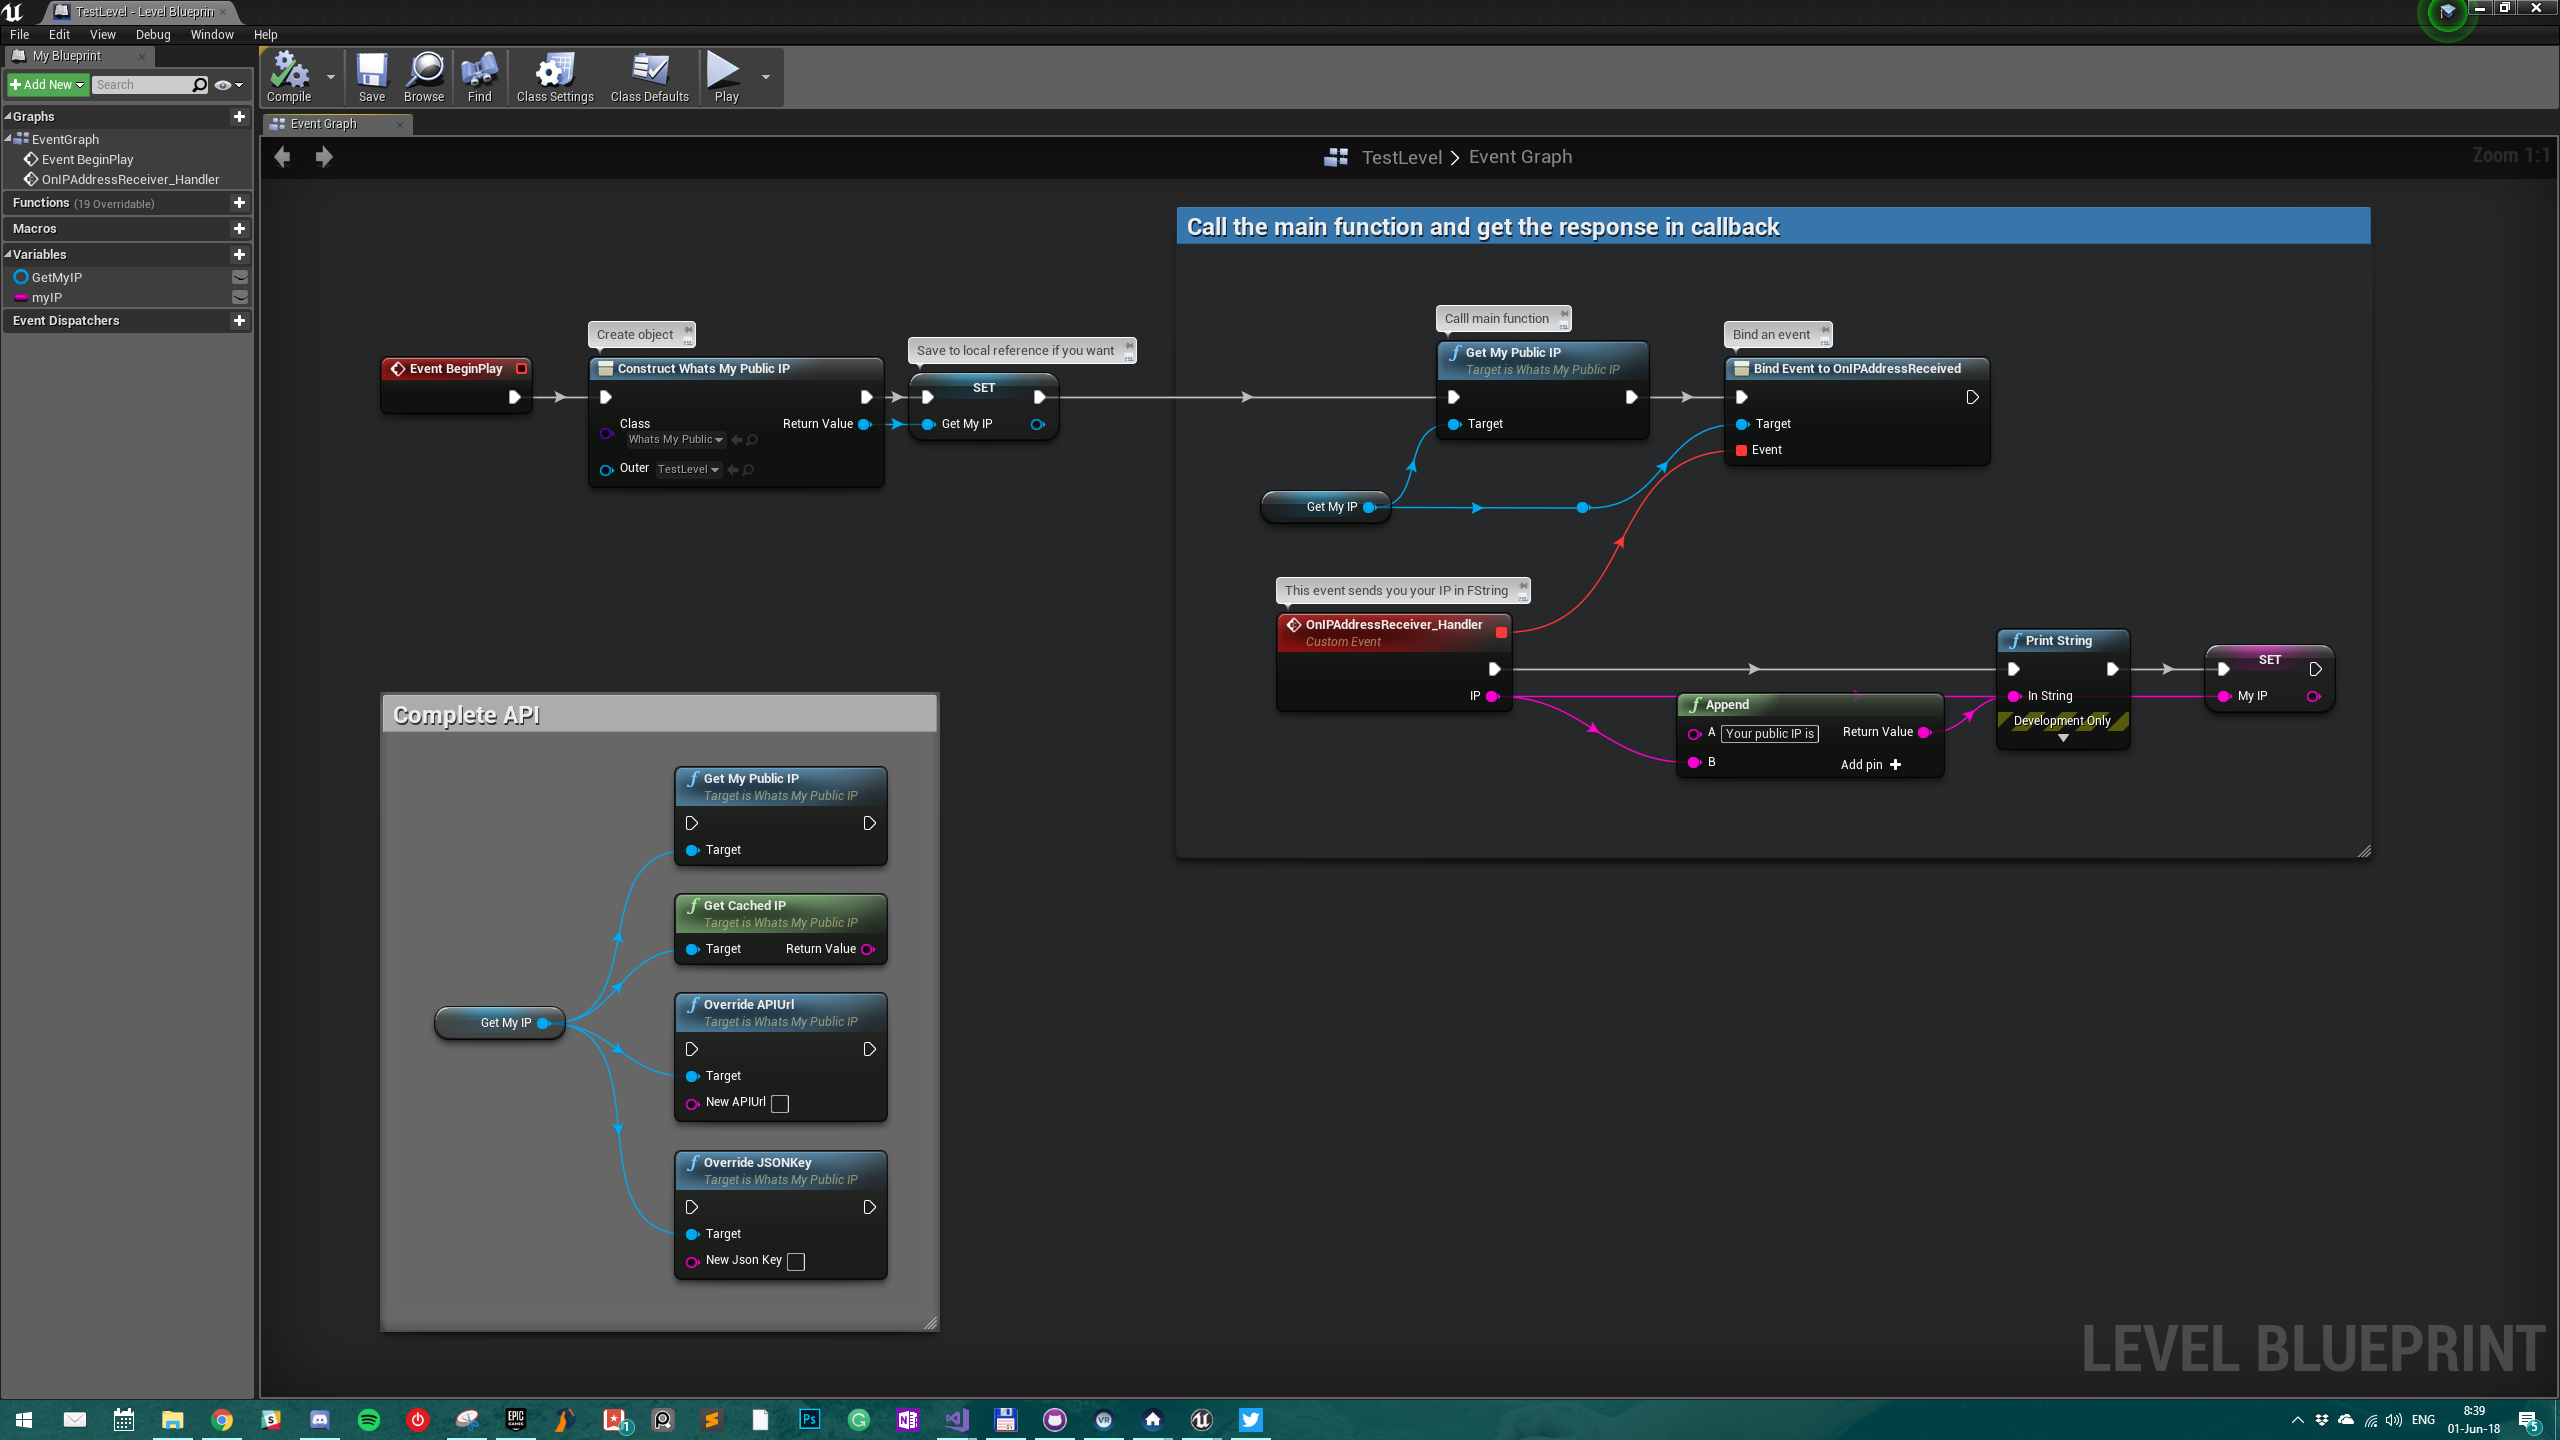 TestLevel - Level Blueprin
File Edit View Debug Window Help
My Blueprint
Add New
Search
Compile
Save
Browse
Find
Class Settings
Class Defaults
Play
Graphs
EventGraph
Event BeginPlay
OnIPAddressReceiver_Handler
Functions (19 Overridable)
Macros
Variables
GetMyIP
myIP
Event Dispatchers
Event Graph
TestLevel > Event Graph
Zoom 1:1
Call the main function and get the response in callback
Create object
Save to local reference if you want
Calll main function
Bind an event
Event BeginPlay
Construct Whats My Public IP
Class
Whats My Public
Return Value
Outer TestLevel
SET
Get My IP
Get My Public IP
Target is Whats My Public IP
Target
Bind Event to OnIPAddressReceived
Target
Event
Get My IP
This event sends you your IP in FString
OnIPAddressReceiver_Handler
Custom Event
IP
Append
A Your public IP is
Return Value
B
Add pin
Print String
In String
Development Only
SET
My IP
Complete API
Get My Public IP
Target is Whats My Public IP
Target
Get Cached IP
Target is Whats My Public IP
Target Return Value
Get My IP
Override APIUrl
Target is Whats My Public IP
Target
New APIUrl
Override JSONKey
Target is Whats My Public IP
Target
New Json Key
LEVEL BLUEPRINT
EPIC GAMES
1
Ps
N
VR
ENG
8:39
01-Jun-18
5